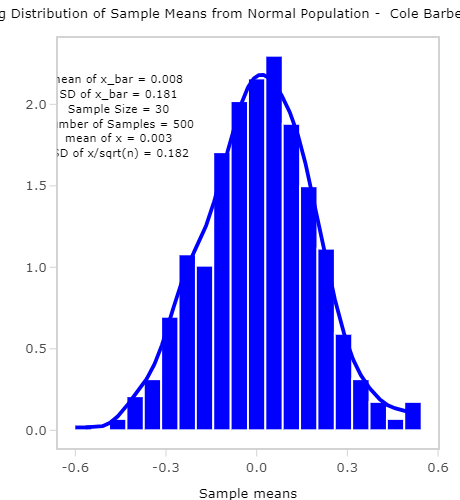 g Distribution of Sample Means from Normal Population - Cole Barbe
mean of x_bar = 0.008
SD of x_bar = 0.181
Sample Size = 30
mber of Samples = 500
mean of x = 0.003
SD of x/sqrt(n) = 0.182
2.0
1.5
1.0
0.5
0.0
-0.6 -0.3 0.0 0.3 0.6
Sample means